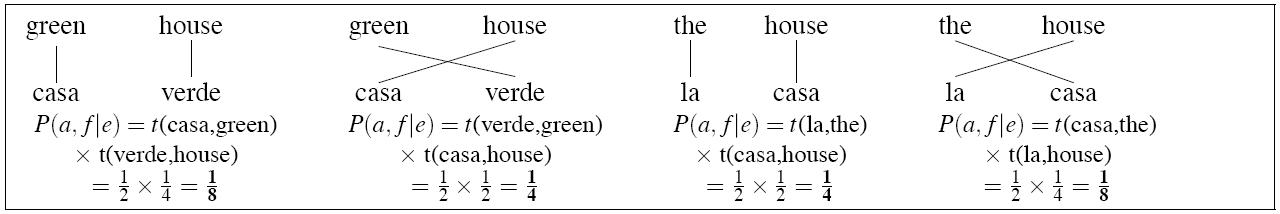 green house green house the house the house
casa verde casa verde la casa la casa
P(a, f|e) = t(casa,green) P(a, f|e) = t(verde,green) P(a, f|e) = t(la,the) P(a, f|e) = t(casa,the)
× t(verde,house) × t(casa,house) × t(casa,house) × t(la,house)
= 1/2 × 1/4 = 1/8 = 1/2 × 1/2 = 1/4 = 1/2 × 1/2 = 1/4 = 1/2 × 1/4 = 1/8